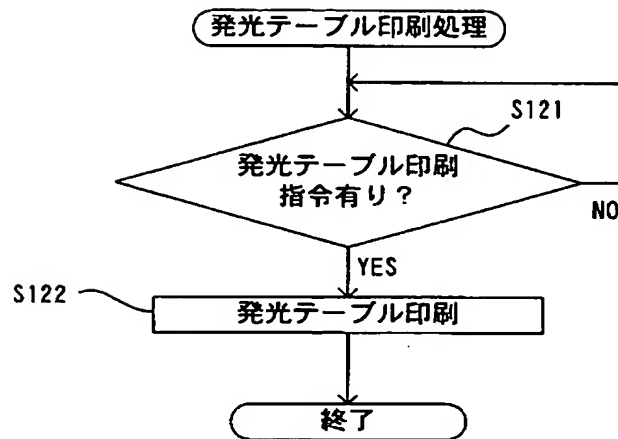 発光テーブル印刷処理
S121
発光テーブル印刷
指令有り？
NO
YES
S122
発光テーブル印刷
終了